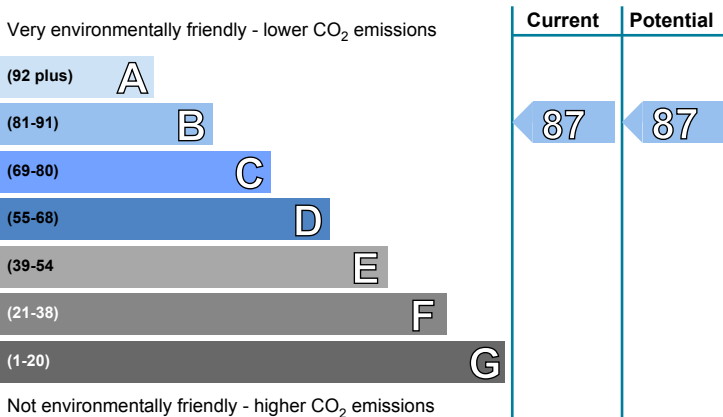 Current Potential
Very environmentally friendly - lower CO2 emissions
(92 plus) A
(81-91) B 87 87
(69-80) C
(55-68) D
(39-54 E
(21-38) F
(1-20) G
Not environmentally friendly - higher CO2 emissions